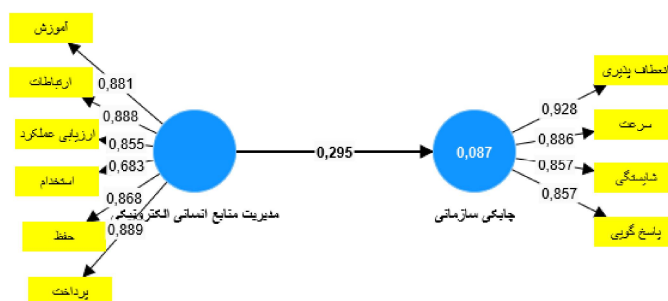 آموزش
0,881
ارتباطات
0,888
ارزیابی عملکرد
0,855
استخدام
0,683
حفظ
0,868
پرداخت
0,889
مدیریت منابع انسانی الکترونیکی
0,295
0,087
چابکی سازمانی
انعطاف پذیری
0,928
سرعت
0,886
شایستگی
0,857
پاسخ گویی
0,857